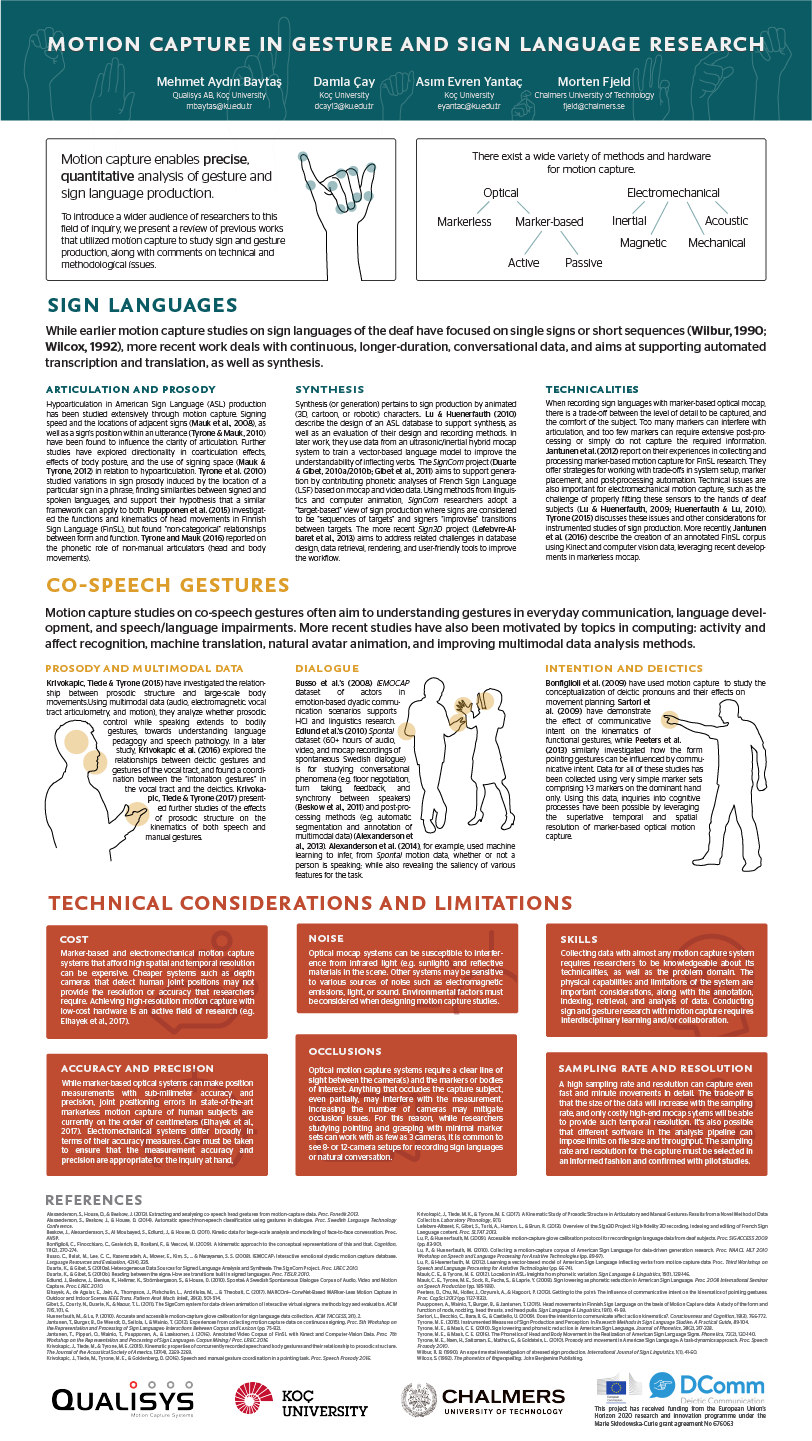 MOTION CAPTURE IN GESTURE AND SIGN LANGUAGE RESEARCH
Mehmet Aydın Baytaş
Qualisys AB, Koç University
mbaytas@ku.edu.tr
Damla Çay
Koç University
dcay13@ku.edu.tr
Asım Evren Yantaç
Koç University
eyantac@ku.edu.tr
Morten Fjeld
Chalmers University of Technology
fjeld@chalmers.se
Motion capture enables precise,
quantitative analysis of gesture and
sign language production.
To introduce a wider audience of researchers to this
field of inquiry, we present a review of previous works
that utilized motion capture to study sign and gesture
production, along with comments on technical and
methodological issues.
There exist a wide variety of methods and hardware
for motion capture.
Optical
Electromechanical
Markerless
Marker-based
Inertial
Acoustic
Magnetic
Mechanical
Active
Passive
SIGN LANGUAGES
While earlier motion capture studies on sign languages of the deaf have focused on single signs or short sequences (Wilbur, 1990;
Wilcox, 1992), more recent work deals with continuous, longer-duration, conversational data, and aims at supporting automated
transcription and translation, as well as synthesis.
ARTICULATION AND PROSODY
Hypoarticulation in American Sign Language (ASL) production
has been studied extensively through motion capture. Signing
speed and the locations of adjacent signs (Mauk et al., 2008), as
well as a sign's position within an utterance (Tyrone & Mauk, 2010)
have been found to influence the clarity of articulation. Further
studies have explored directionality in coarticulation effects,
effects of body posture, and the use of signing space (Mauk &
Tyrone, 2012) in relation to hypoarticulation. Tyrone et al. (2010)
studied variations in sign prosody induced by the location of a
particular sign in a phrase, finding similarities between signed and
spoken languages, and support the hypothesis that a similar
framework can apply to both. Puupponen et al. (2015) investigat-
ed the functions and kinematics of head movements in Finnish
Sign Language (FinSL), but found "non-categorical" relationships
between form and function. Tyrone and Mauk (2016) reported on
the phonetic role of non-manual articulators (head and body
movements).
SYNTHESIS
Synthesis (or generation) pertains to sign production by animated
(3D, cartoon, or robotic) characters. Lu & Huenerfauth (2010)
describe the design of an ASL database to support synthesis, as
well as an evaluation of their design and recording methods. In
later work, they use data from an ultrasonic/inertial hybrid mocap
system to train a vector-based language model to improve the
understandability of inflecting verbs. The SignCom project (Duarte
& Gibet, 2010a/2010b; Gibet et al., 2011) aims to support genera-
tion by contributing phonetic analyses of French Sign Language
(LSF) based on mocap and video data. Using methods from linguis-
tics and computer animation, SignCom researchers adopt a
"target-based" view of sign production where signs are considered
to be "sequences of targets" and signers "improvise" transitions
between targets. The more recent Sign3D project (Lefebvre-Al-
baret et al., 2013) aims to address related challenges in database
design, data retrieval, rendering, and user-friendly tools to improve
the workflow.
TECHNICALITIES
When recording sign languages with marker-based optical mocap,
there is a trade-off between the level of detail to be captured, and
the comfort of the subject. Too many markers can interfere with
articulation, and too few markers can require extensive post-pro-
cessing or simply do not capture the required information.
Jantunen et al. (2012) report on their experiences in collecting and
processing marker-based motion capture for FinSL research. They
offer strategies for working with trade-offs in system setup, marker
placement, and post-processing automation. Technical issues are
also important for electromechanical motion capture, such as the
challenge of properly fitting these sensors to the hands of deaf
subjects (Lu & Huenerfauth, 2009; Huenerfauth & Lu, 2010).
Tyrone (2015) discusses these issues and other considerations for
instrumented studies of sign production. More recently, Jantunen
et al. (2016) describe the creation of an annotated FinSL corpus
using Kinect and computer vision data, leveraging recent develop-
ments in markerless mocap.
CO-SPEECH GESTURES
Motion capture studies on co-speech gestures often aim to understanding gestures in everyday communication, language devel-
opment, and speech/language impairments. More recent studies have also been motivated by topics in computing: activity and
affect recognition, machine translation, natural avatar animation, and improving multimodal data analysis methods.
PROSODY AND MULTIMODAL DATA
Krivokapic, Tiede & Tyrone (2015) have investigated the relation-
ship between prosodic structure and large-scale body
movements.Using multimodal data (audio, electromagnetic vocal
tract articulometry, and motion), they analyze whether prosodic
control while speaking extends to bodily
gestures, towards understanding language
pedagogy and speech pathology. In a later
study, Krivokapic et al. (2016) explored the
relationships between deictic gestures and
gestures of the vocal tract, and found a coordi-
nation between the "intonation gestures" in
the vocal tract and the deictics. Krivoka-
pic, Tiede & Tyrone (2017) present-
ed further studies of the effects
of prosodic structure on the
kinematics of both speech and
manual gestures.
DIALOGUE
Busso et al.'s (2008) IEMOCAP
dataset of actors in
emotion-based dyadic commu-
nication scenarios supports
HCI and linguistics research.
Edlund et al.'s (2010) Spontal
dataset (60+ hours of audio,
video, and mocap recordings of
spontaneous Swedish dialogue)
is for studying conversational
phenomena (e.g. floor negotiation,
turn taking, feedback, and
synchrony between speakers)
(Beskow et al., 2011) and post-pro-
cessing methods (e.g. automatic
segmentation and annotation of
multimodal data) (Alexanderson et
al., 2013). Alexanderson et al. (2014), for example, used machine
learning to infer, from Spontal motion data, whether or not a
person is speaking; while also revealing the saliency of various
features for the task.
INTENTION AND DEICTICS
Bonfiglioli et al. (2009) have used motion capture to study the
conceptualization of deictic pronouns and their effects on
movement planning. Sartori et
al. (2009) have demonstrate
the effect of communicative
intent on the kinematics of
functional gestures, while Peeters et al.
(2013) similarly investigated how the form
pointing gestures can be influenced by commu-
nicative intent. Data for all of these studies has
been collected using very simple marker sets
comprising 1-3 markers on the dominant hand
only. Using this data, inquiries into cognitive
processes have been possible by leveraging
the superlative temporal and spatial
resolution of marker-based optical motion
capture.
TECHNICAL CONSIDERATIONS AND LIMITATIONS
COST
Marker-based and electromechanical motion capture
systems that afford high spatial and temporal resolution
can be expensive. Cheaper systems such as depth
cameras that detect human joint positions may not
provide the resolution or accuracy that researchers
require. Achieving high-resolution motion capture with
low-cost hardware is an active field of research (e.g.
Elhayek et al., 2017).
NOISE
Optical mocap systems can be susceptible to interfer-
ence from infrared light (e.g. sunlight) and reflective
materials in the scene. Other systems may be sensitive
to various sources of noise such as electromagnetic
emissions, light, or sound. Environmental factors must
be considered when designing motion capture studies.
SKILLS
Collecting data with almost any motion capture system
requires researchers to be knowledgeable about its
technicalities, as well as the problem domain. The
physical capabilities and limitations of the system are
important considerations, along with the annotation,
indexing, retrieval, and analysis of data. Conducting
sign and gesture research with motion capture requires
interdisciplinary learning and/or collaboration.
ACCURACY AND PRECISION
While marker-based optical systems can make position
measurements with sub-millimeter accuracy and
precision, joint positioning errors in state-of-the-art
markerless motion capture of human subjects are
currently on the order of centimeters (Elhayek et al.,
2017). Electromechanical systems differ broadly in
terms of their accuracy measures. Care must be taken
to ensure that the measurement accuracy and
precision are appropriate for the inquiry at hand.
OCCLUSIONS
Optical motion capture systems require a clear line of
sight between the camera(s) and the markers or bodies
of interest. Anything that occludes the capture subject,
even partially, may interfere with the measurement.
Increasing the number of cameras may mitigate
occlusion issues. For this reason, while researchers
studying pointing and grasping with minimal marker
sets can work with as few as 3 cameras, it is common to
see 8- or 12-camera setups for recording sign languages
or natural conversation.
SAMPLING RATE AND RESOLUTION
A high sampling rate and resolution can capture even
fast and minute movements in detail. The trade-off is
that the size of the data will increase with the sampling
rate, and only costly high-end mocap systems will be able
to provide such temporal resolution. It's also possible
that different software in the analysis pipeline can
impose limits on file size and throughput. The sampling
rate and resolution for the capture must be selected in
an informed fashion and confirmed with pilot studies.
REFERENCES
QUALISYS
Motion Capture Systems
KOÇ
UNIVERSITY
CHALMERS
UNIVERSITY OF TECHNOLOGY
DComm
Deictic Communication
This project has received funding from the European Union's
Horizon 2020 research and innovation programme under the
Marie Skłodowska-Curie grant agreement No 676063